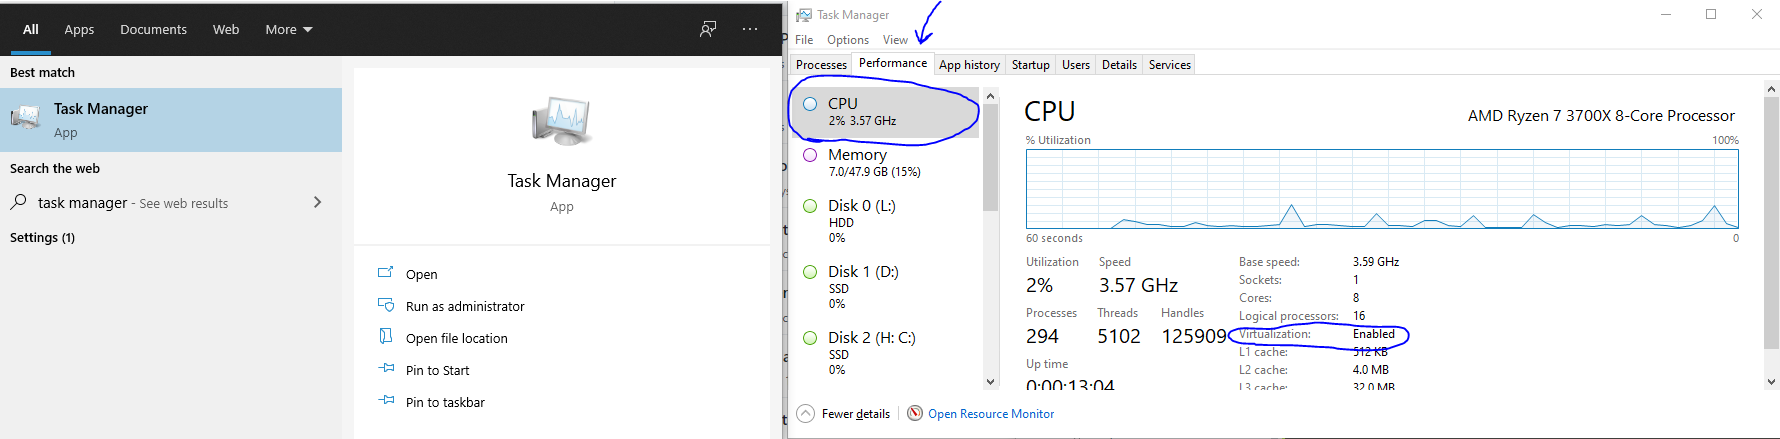 All Apps Documents Web More
Best match
Task Manager
App
Search the web
task manager - See web results
Settings (1)
Task Manager
App
Open
Run as administrator
Open file location
Pin to Start
Pin to taskbar
Task Manager
File Options View
Processes Performance App history Startup Users Details Services
CPU
2% 3.57 GHz
Memory
7.0/47.9 GB (15%)
Disk 0 (L:)
HDD
0%
Disk 1 (D:)
SSD
0%
Disk 2 (H: C:)
SSD
0%
CPU AMD Ryzen 7 3700X 8-Core Processor
% Utilization 100%
60 seconds 0
Utilization Speed
2% 3.57 GHz
Processes Threads Handles
294 5102 125909
Up time
0:00:13:04
Base speed: 3.59 GHz
Sockets: 1
Cores: 8
Logical processors: 16
Virtualization: Enabled
L1 cache: 512 KB
L2 cache: 4.0 MB
L3 cache: 32.0 MB
Fewer details Open Resource Monitor